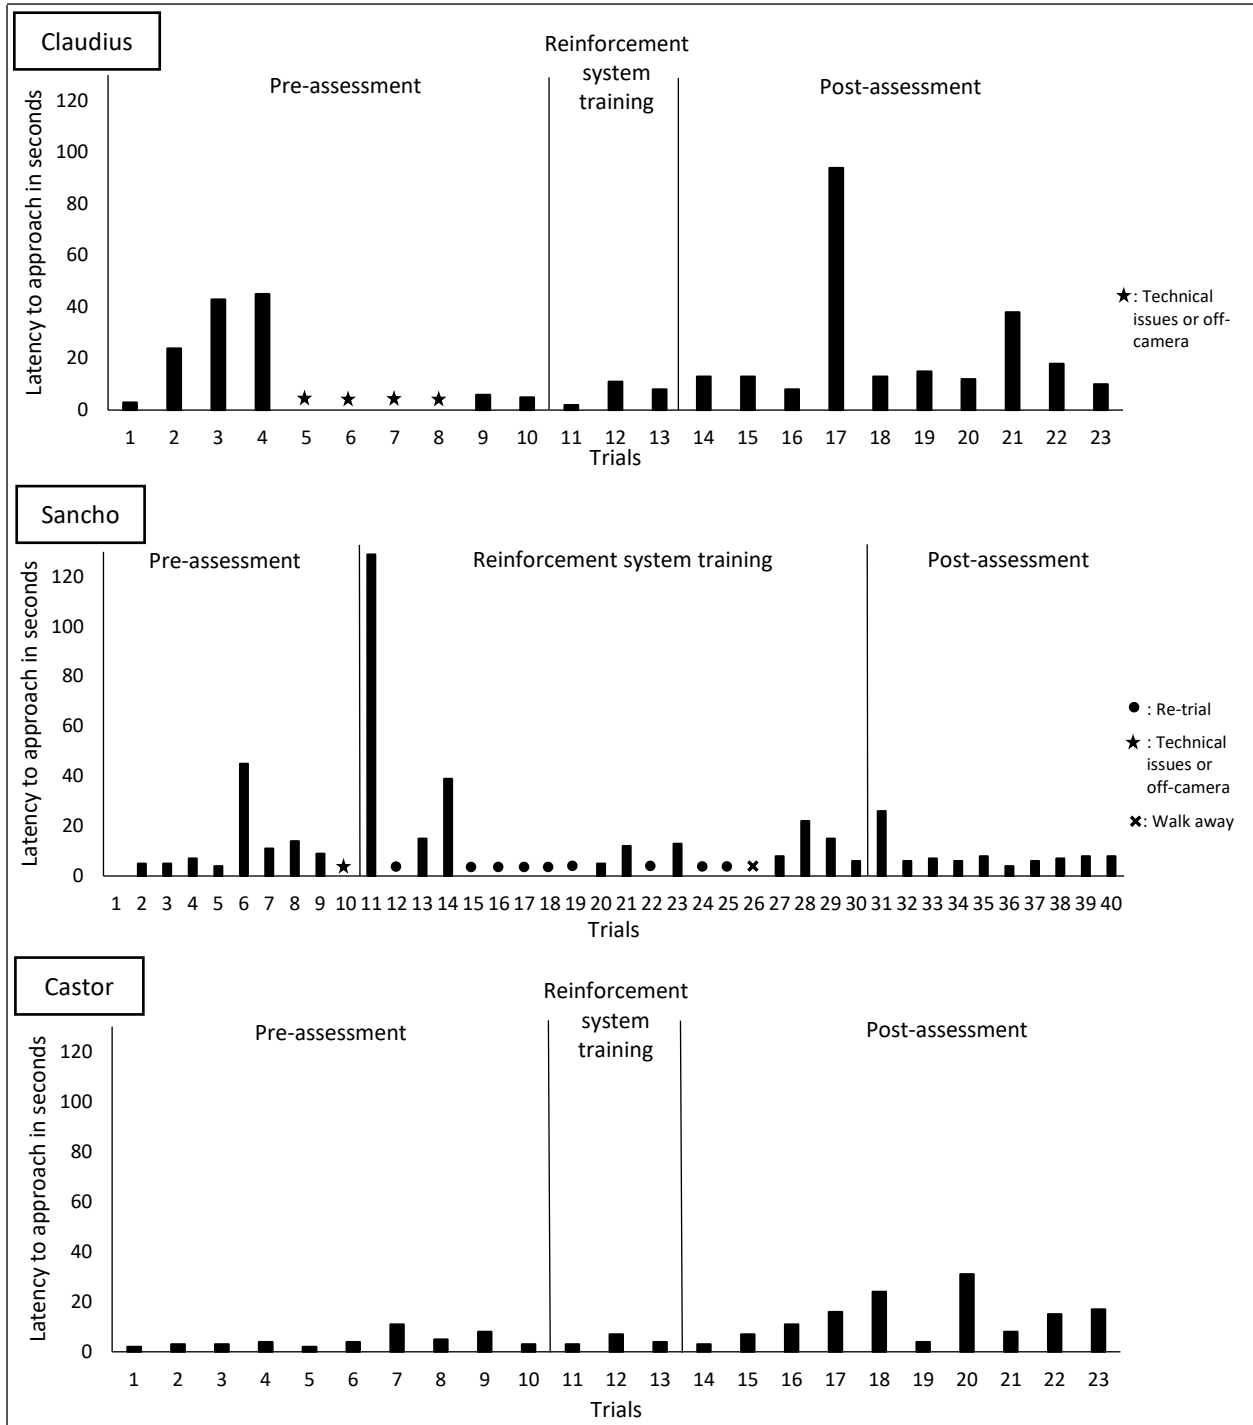 Claudius
Reinforcement
system
training
Pre-assessment
Post-assessment
Latency to approach in seconds
120
100
80
60
40
20
0
1 2 3 4 5 6 7 8 9 10 11 12 13 14 15 16 17 18 19 20 21 22 23
Trials
★: Technical
issues or off-
camera
Sancho
Pre-assessment
Reinforcement system training
Post-assessment
Latency to approach in seconds
120
100
80
60
40
20
0
1 2 3 4 5 6 7 8 9 10 11 12 13 14 15 16 17 18 19 20 21 22 23 24 25 26 27 28 29 30 31 32 33 34 35 36 37 38 39 40
Trials
● : Re-trial
★ : Technical
issues or
off-camera
✖: Walk away
Castor
Reinforcement
system
training
Pre-assessment
Post-assessment
Latency to approach in seconds
120
100
80
60
40
20
0
1 2 3 4 5 6 7 8 9 10 11 12 13 14 15 16 17 18 19 20 21 22 23
Trials